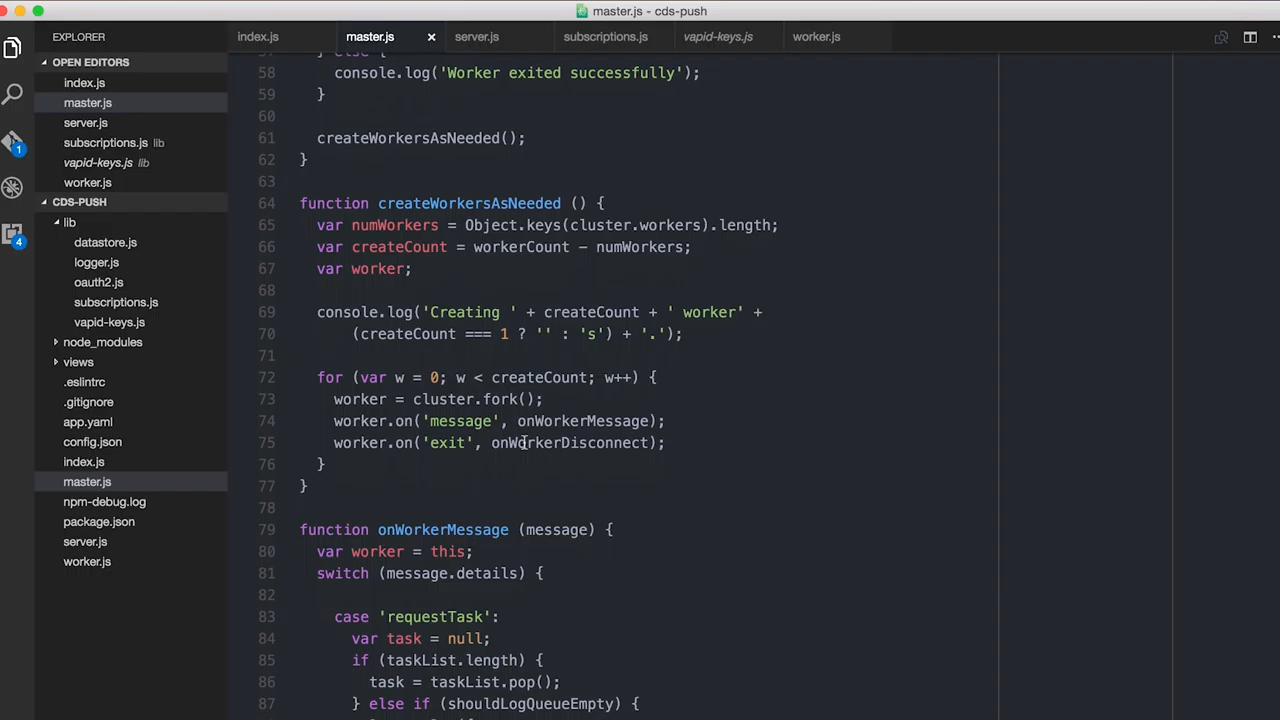 master.js - cds-push
EXPLORER
index.js
master.js
server.js
subscriptions.js
vapid-keys.js
worker.js
OPEN EDITORS
index.js
master.js
server.js
subscriptions.js lib
vapid-keys.js lib
worker.js
CDS-PUSH
lib
datastore.js
logger.js
oauth2.js
subscriptions.js
vapid-keys.js
node_modules
views
.eslintrc
.gitignore
app.yaml
config.json
index.js
master.js
npm-debug.log
package.json
server.js
worker.js
1
4
57 } else {
58 console.log('Worker exited successfully');
59 }
60
61 createWorkersAsNeeded();
62 }
63
64 function createWorkersAsNeeded () {
65 var numWorkers = Object.keys(cluster.workers).length;
66 var createCount = workerCount - numWorkers;
67 var worker;
68
69 console.log('Creating ' + createCount + ' worker' +
70 (createCount === 1 ? '' : 's') + '.');
71
72 for (var w = 0; w < createCount; w++) {
73 worker = cluster.fork();
74 worker.on('message', onWorkerMessage);
75 worker.on('exit', onWorkerDisconnect);
76 }
77 }
78
79 function onWorkerMessage (message) {
80 var worker = this;
81 switch (message.details) {
82
83 case 'requestTask':
84 var task = null;
85 if (taskList.length) {
86 task = taskList.pop();
87 } else if (shouldLogQueueEmpty) {